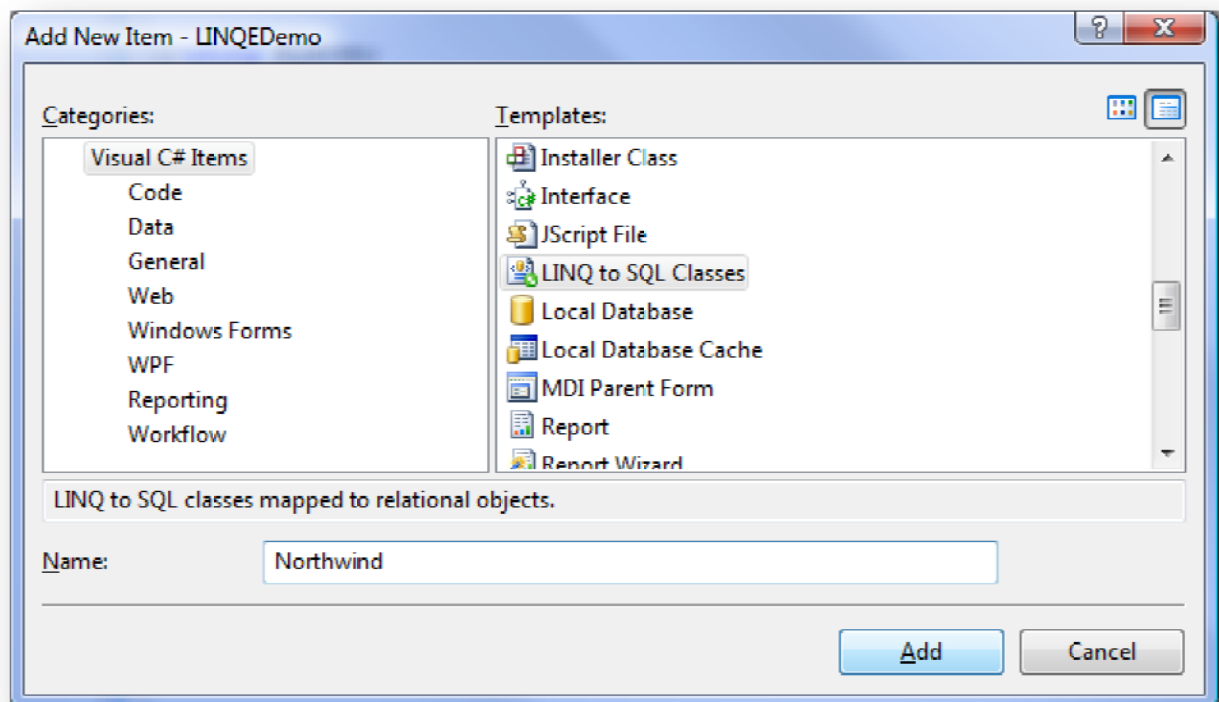 Add New Item - LINQEDemo
Categories:
Templates:
Visual C# Items
Code
Data
General
Web
Windows Forms
WPF
Reporting
Workflow
Installer Class
Interface
JScript File
LINQ to SQL Classes
Local Database
Local Database Cache
MDI Parent Form
Report
Report Wizard
LINQ to SQL classes mapped to relational objects.
Name:
Northwind
Add
Cancel